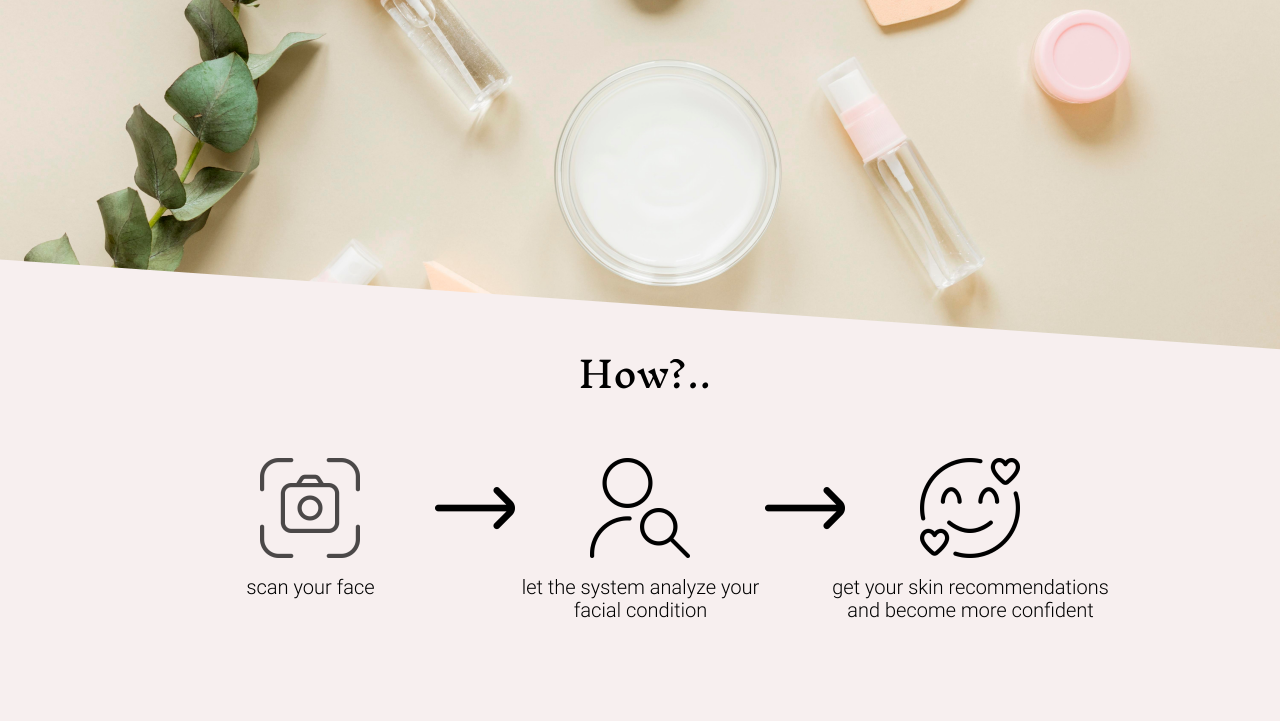 How?..
scan your face
let the system analyze your
facial condition
get your skin recommendations
and become more confident